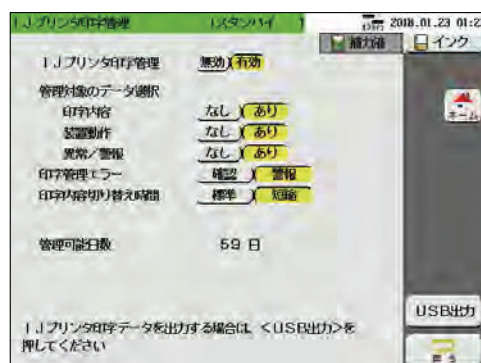 IJプリンタ印字管理 [スタンバイ ] 2018.01.23 01:2
補力液 インク
IJプリンタ印字管理 無効 有効
管理対象のデータ選択
印字内容 なし あり
装置動作 なし あり
異常/警報 なし あり
印字管理エラー 確認 警報
印字内容切り替え時間 標準 短縮
管理可能日数 59 日
ホーム
USB出力
IJプリンタ印字データを出力する場合は、<USB出力>を
押してください
戻る